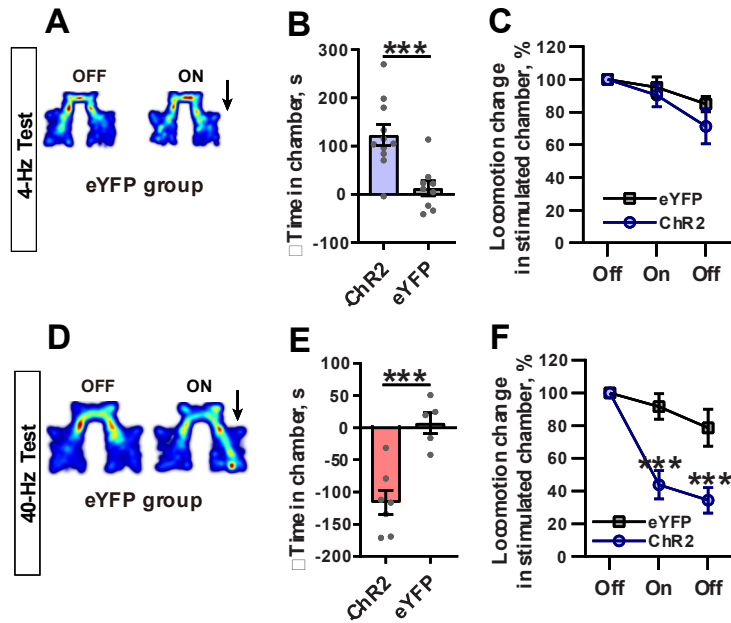 A
4-Hz Test
OFF
ON
eYFP group
B
□Time in chamber, s
300
200
100
0
-100
***
ChR2
eYFP
C
Locomotion change
in stimulated chamber, %
120
100
80
60
40
20
0
eYFP
ChR2
Off
On
Off
D
40-Hz Test
OFF
ON
eYFP group
E
□Time in chamber, s
100
50
0
-50
-100
-150
-200
***
ChR2
eYFP
F
Locomotion change
in stimulated chamber, %
120
100
80
60
40
20
0
***
***
eYFP
ChR2
Off
On
Off